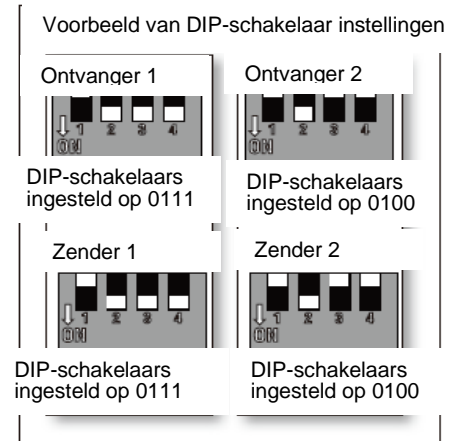 Voorbeeld van DIP-schakelaar instellingen
Ontvanger 1
Ontvanger 2
1 2 3 4
ON
1 2 3 4
ON
DIP-schakelaars
ingesteld op 0111
DIP-schakelaars
ingesteld op 0100
Zender 1
Zender 2
1 2 3 4
ON
1 2 3 4
ON
DIP-schakelaars
ingesteld op 0111
DIP-schakelaars
ingesteld op 0100